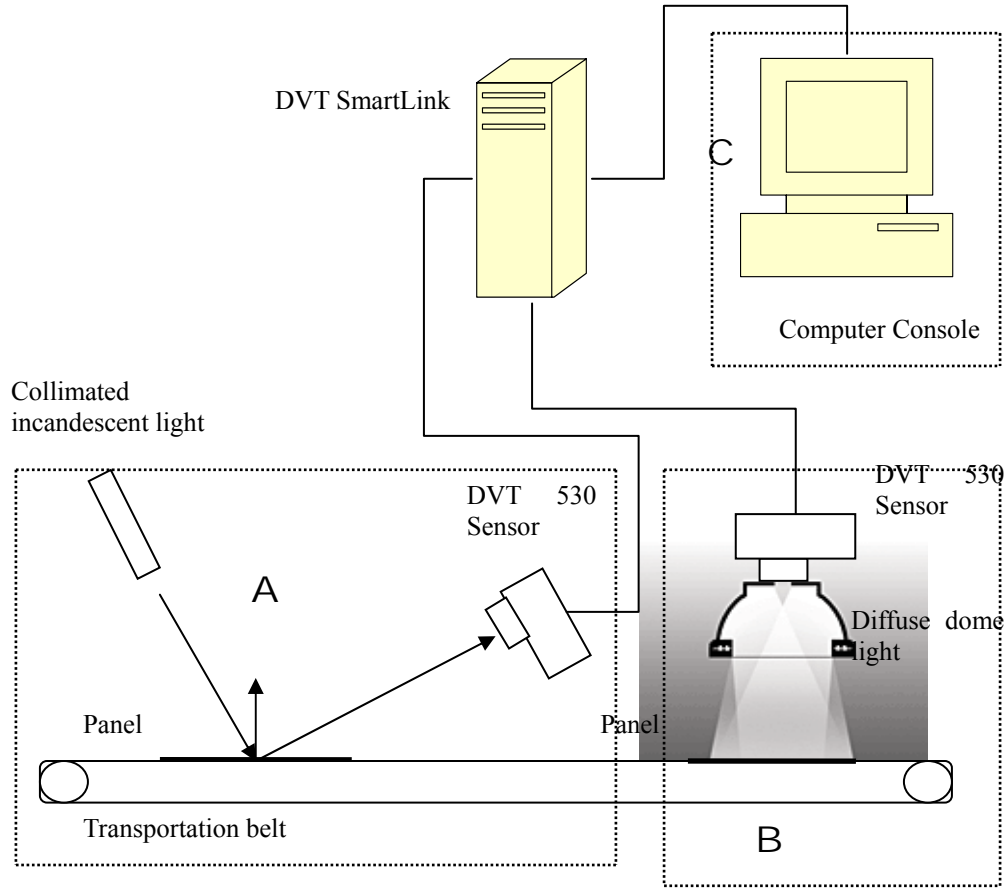 DVT SmartLink
C
Computer Console
Collimated
incandescent light
DVT 530
Sensor
DVT 530
Sensor
A
Diffuse dome
light
Panel
Panel
Transportation belt
B